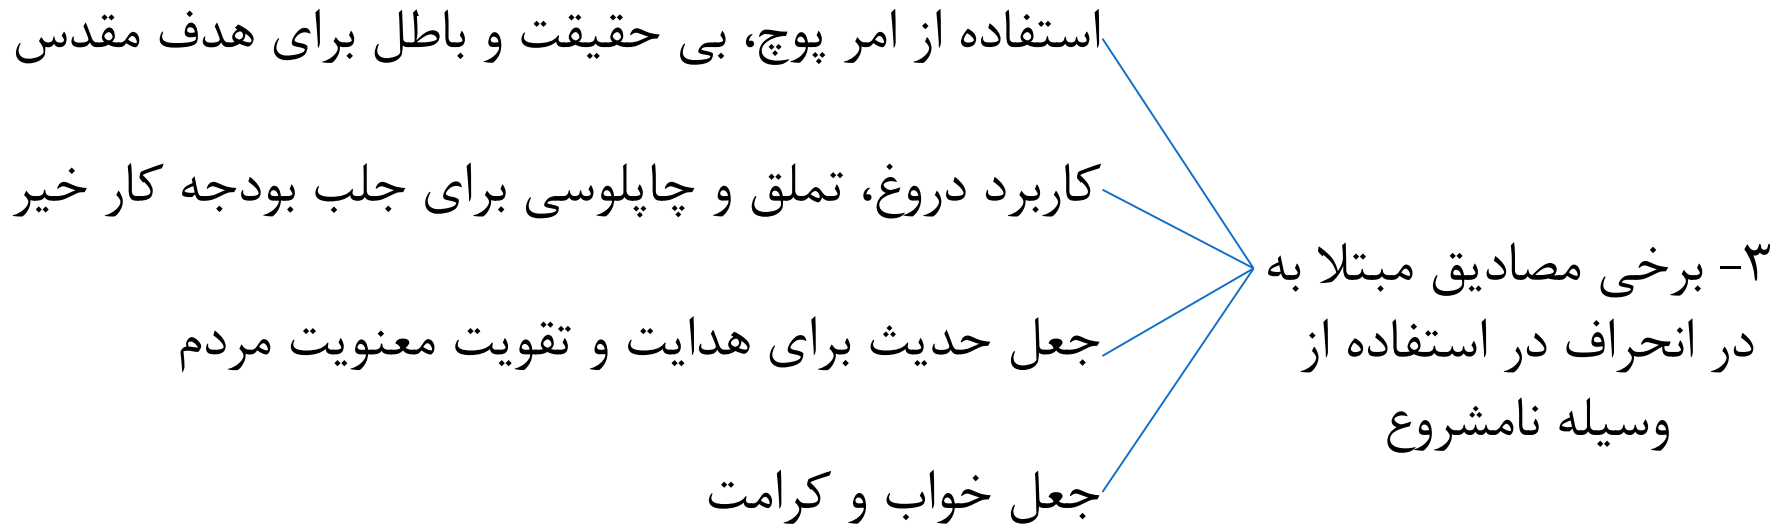 ۳- برخی مصادیق مبتلا به
در انحراف در استفاده از
وسیله نامشروع
استفاده از امر پوچ، بی حقیقت و باطل برای هدف مقدس
کاربرد دروغ، تملق و چاپلوسی برای جلب بودجه کار خیر
جعل حدیث برای هدایت و تقویت معنویت مردم
جعل خواب و کرامت